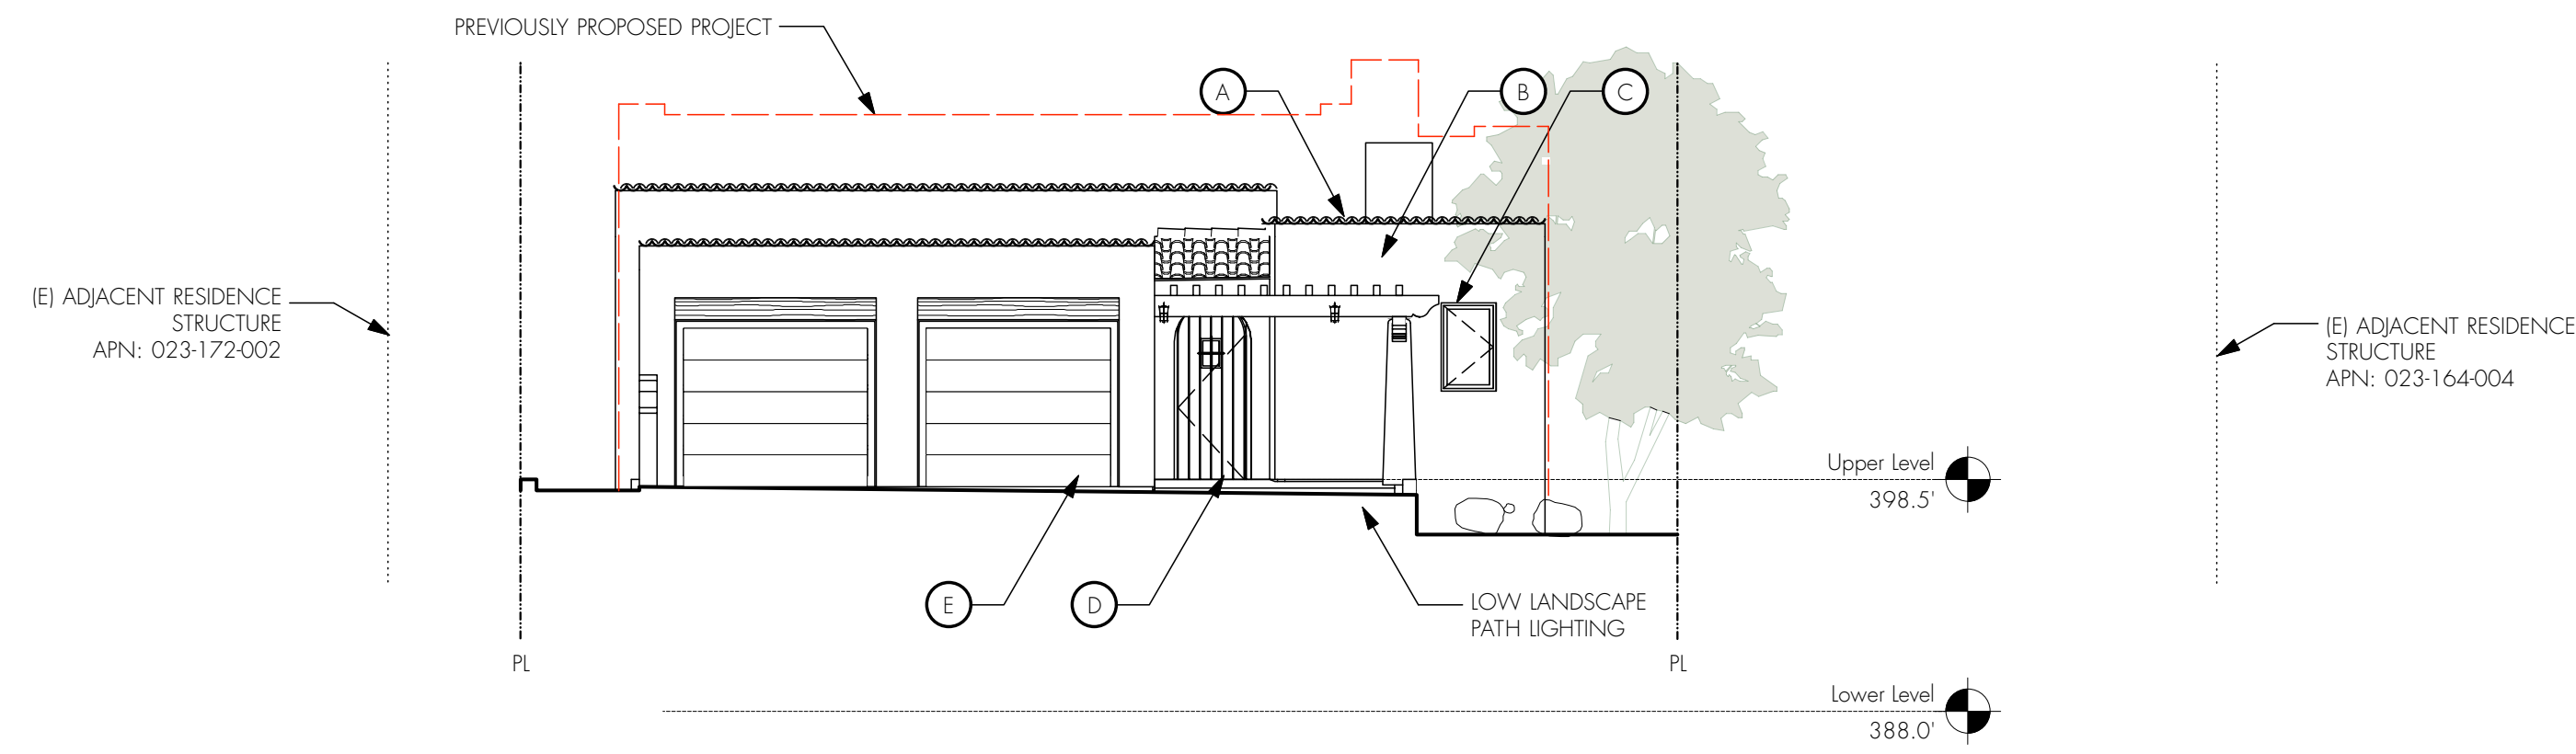 PREVIOUSLY PROPOSED PROJECT
A
B
C
(E) ADJACENT RESIDENCE
STRUCTURE
APN: 023-172-002
(E) ADJACENT RESIDENCE
STRUCTURE
APN: 023-164-004
Upper Level
398.5'
E
D
LOW LANDSCAPE
PATH LIGHTING
PL
PL
Lower Level
388.0'